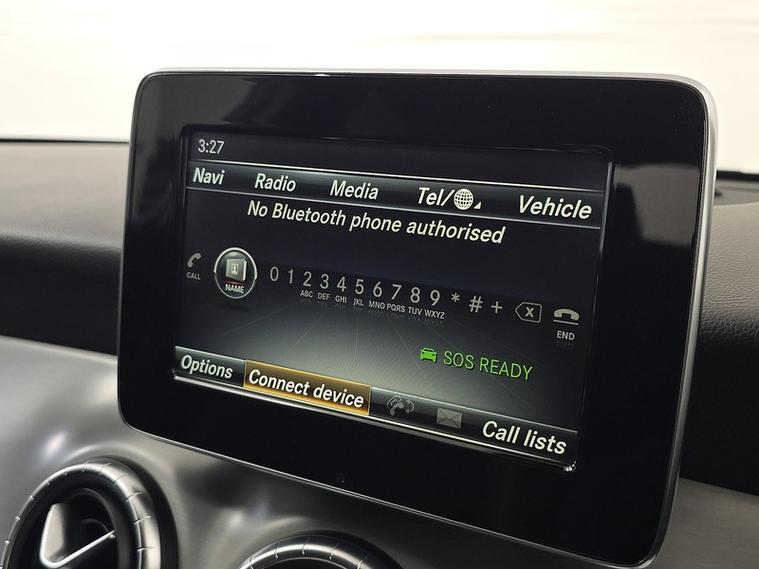 3:27
Navi Radio Media Tel/ Vehicle
No Bluetooth phone authorised
CALL NAME 0 1 2 3 4 5 6 7 8 9 * # + X END
ABC DEF GHI JKL MNO PQRS TUV WXYZ
SOS READY
Options Connect device Call lists